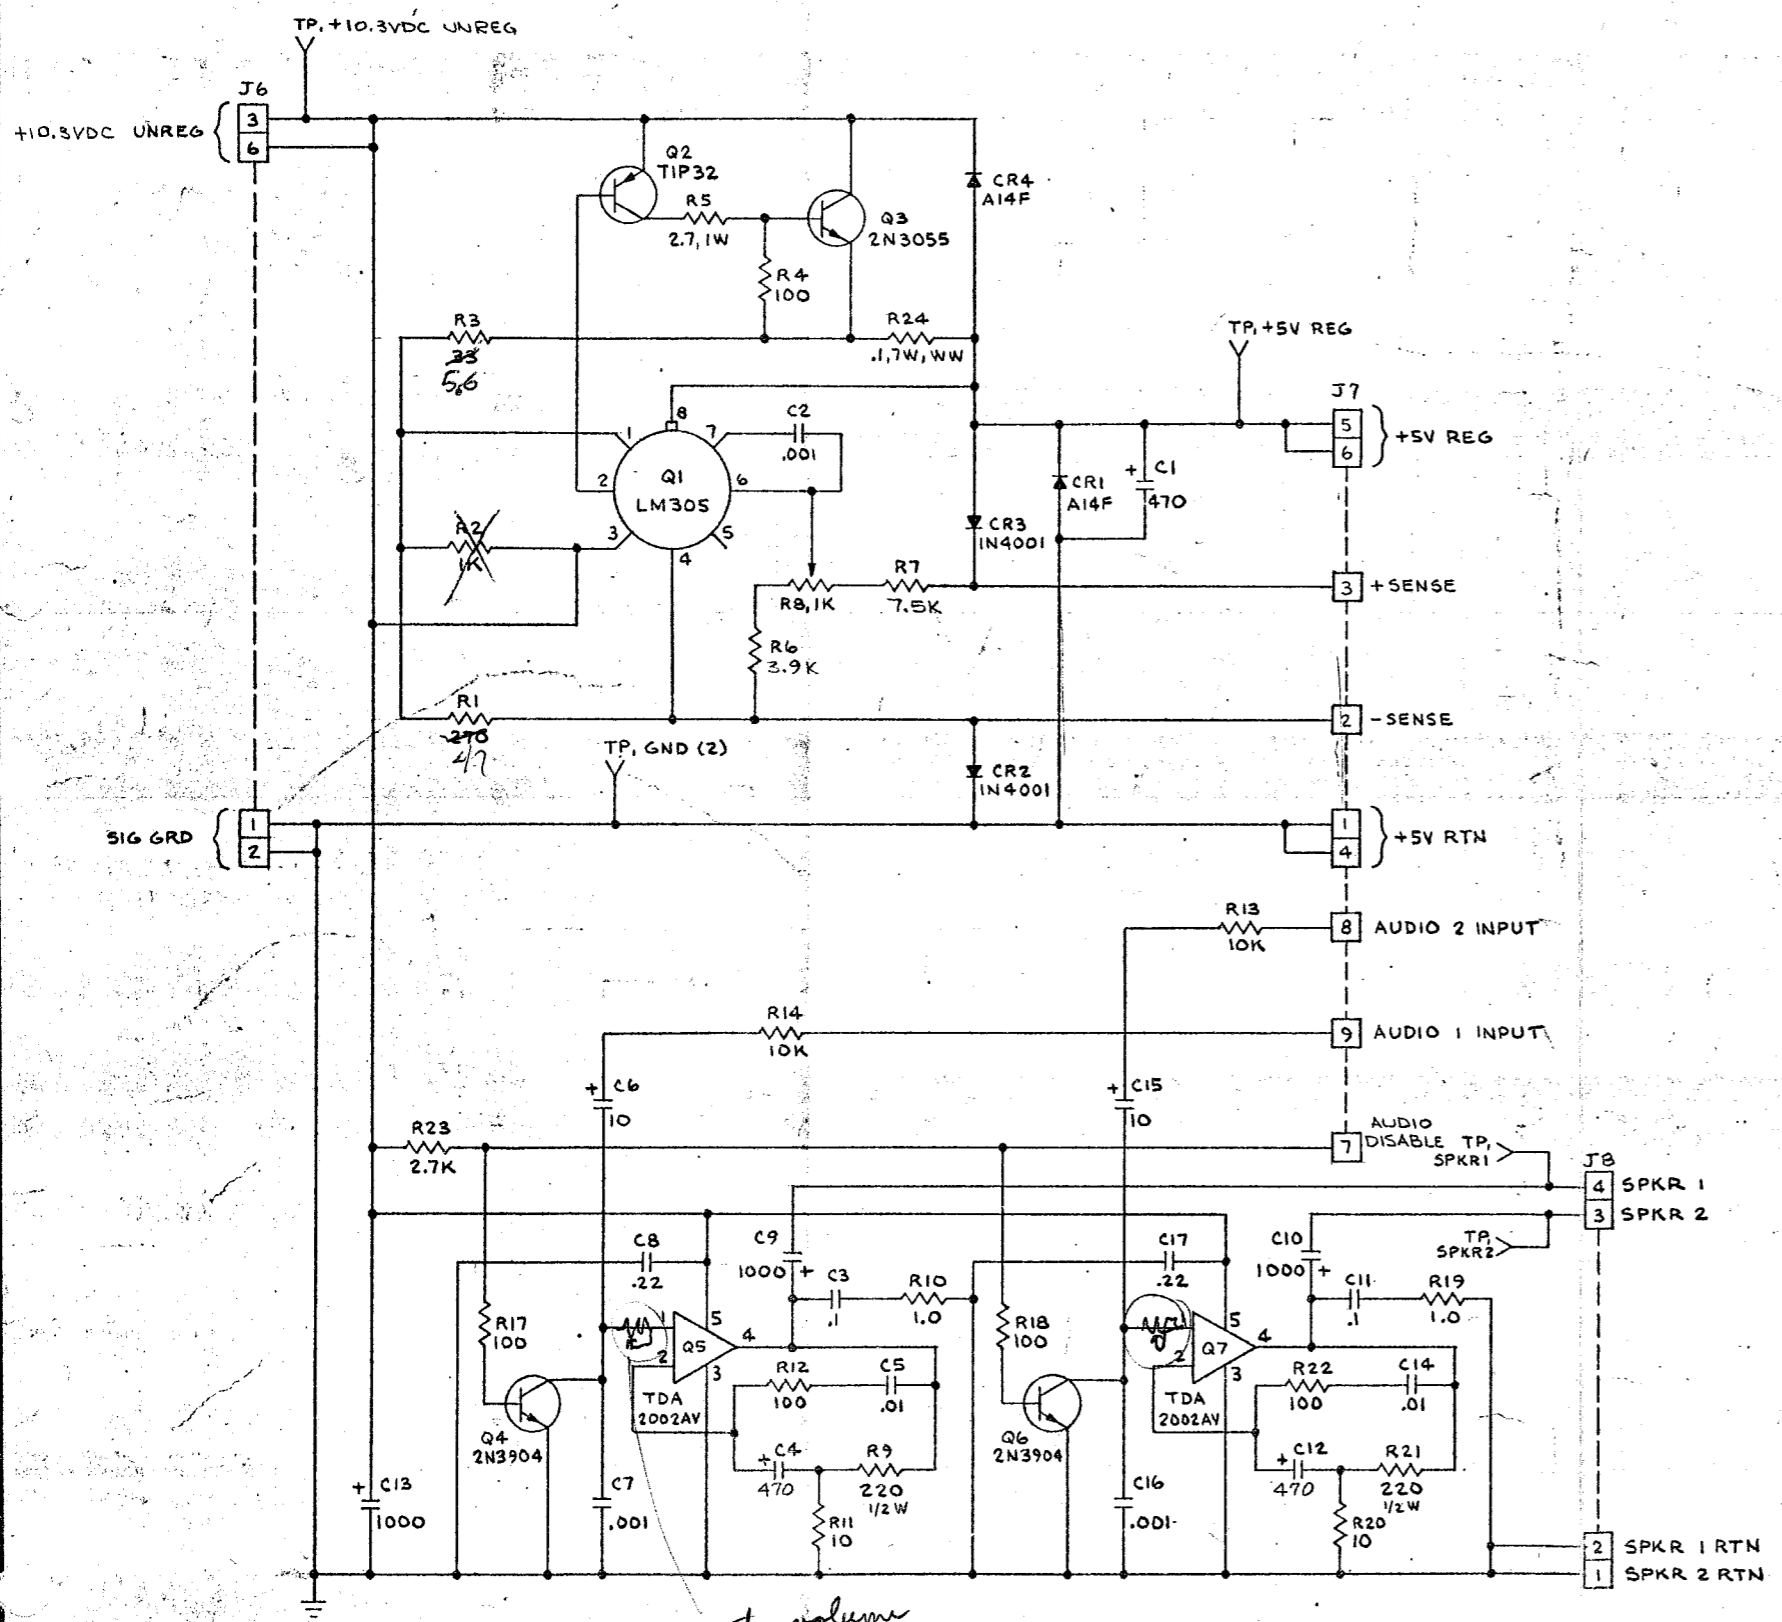 TP, +10.3VDC UNREG
J6
+10.3VDC UNREG
3
6
Q2
TIP32
R5
2.7, 1W
Q3
2N3055
CR4
A14F
R4
100
R3
33
5.6
R24
.1, 7W, WW
TP, +5V REG
J7
5
6
+5V REG
8
1
7
C2
.001
2
Q1
LM305
6
3
4
5
CR1
A14F
+
C1
470
CR3
1N4001
R2
1K
R8, 1K
R7
7.5K
3
+SENSE
R6
3.9K
R1
270
47
2
-SENSE
TP, GND (2)
CR2
1N4001
SIG GRD
1
2
1
4
+5V RTN
R13
10K
8
AUDIO 2 INPUT
R14
10K
9
AUDIO 1 INPUT
+
C6
10
+
C15
10
R23
2.7K
7
AUDIO
DISABLE
TP,
SPKR1
J8
4
SPKR 1
3
SPKR 2
TP,
SPKR2
C8
.22
C9
1000 +
C3
.1
R10
1.0
C17
.22
C10
1000 +
C11
.1
R19
1.0
R17
100
1
2
Q5
5
4
3
TDA
2002AV
R12
100
C5
.01
R18
100
1
2
Q7
5
4
3
TDA
2002AV
R22
100
C14
.01
Q4
2N3904
+
C4
470
R9
220
1/2W
Q6
2N3904
+
C12
470
R21
220
1/2W
+
C13
1000
C7
.001
R11
10
C16
.001
R20
10
2
SPKR 1 RTN
1
SPKR 2 RTN
volume